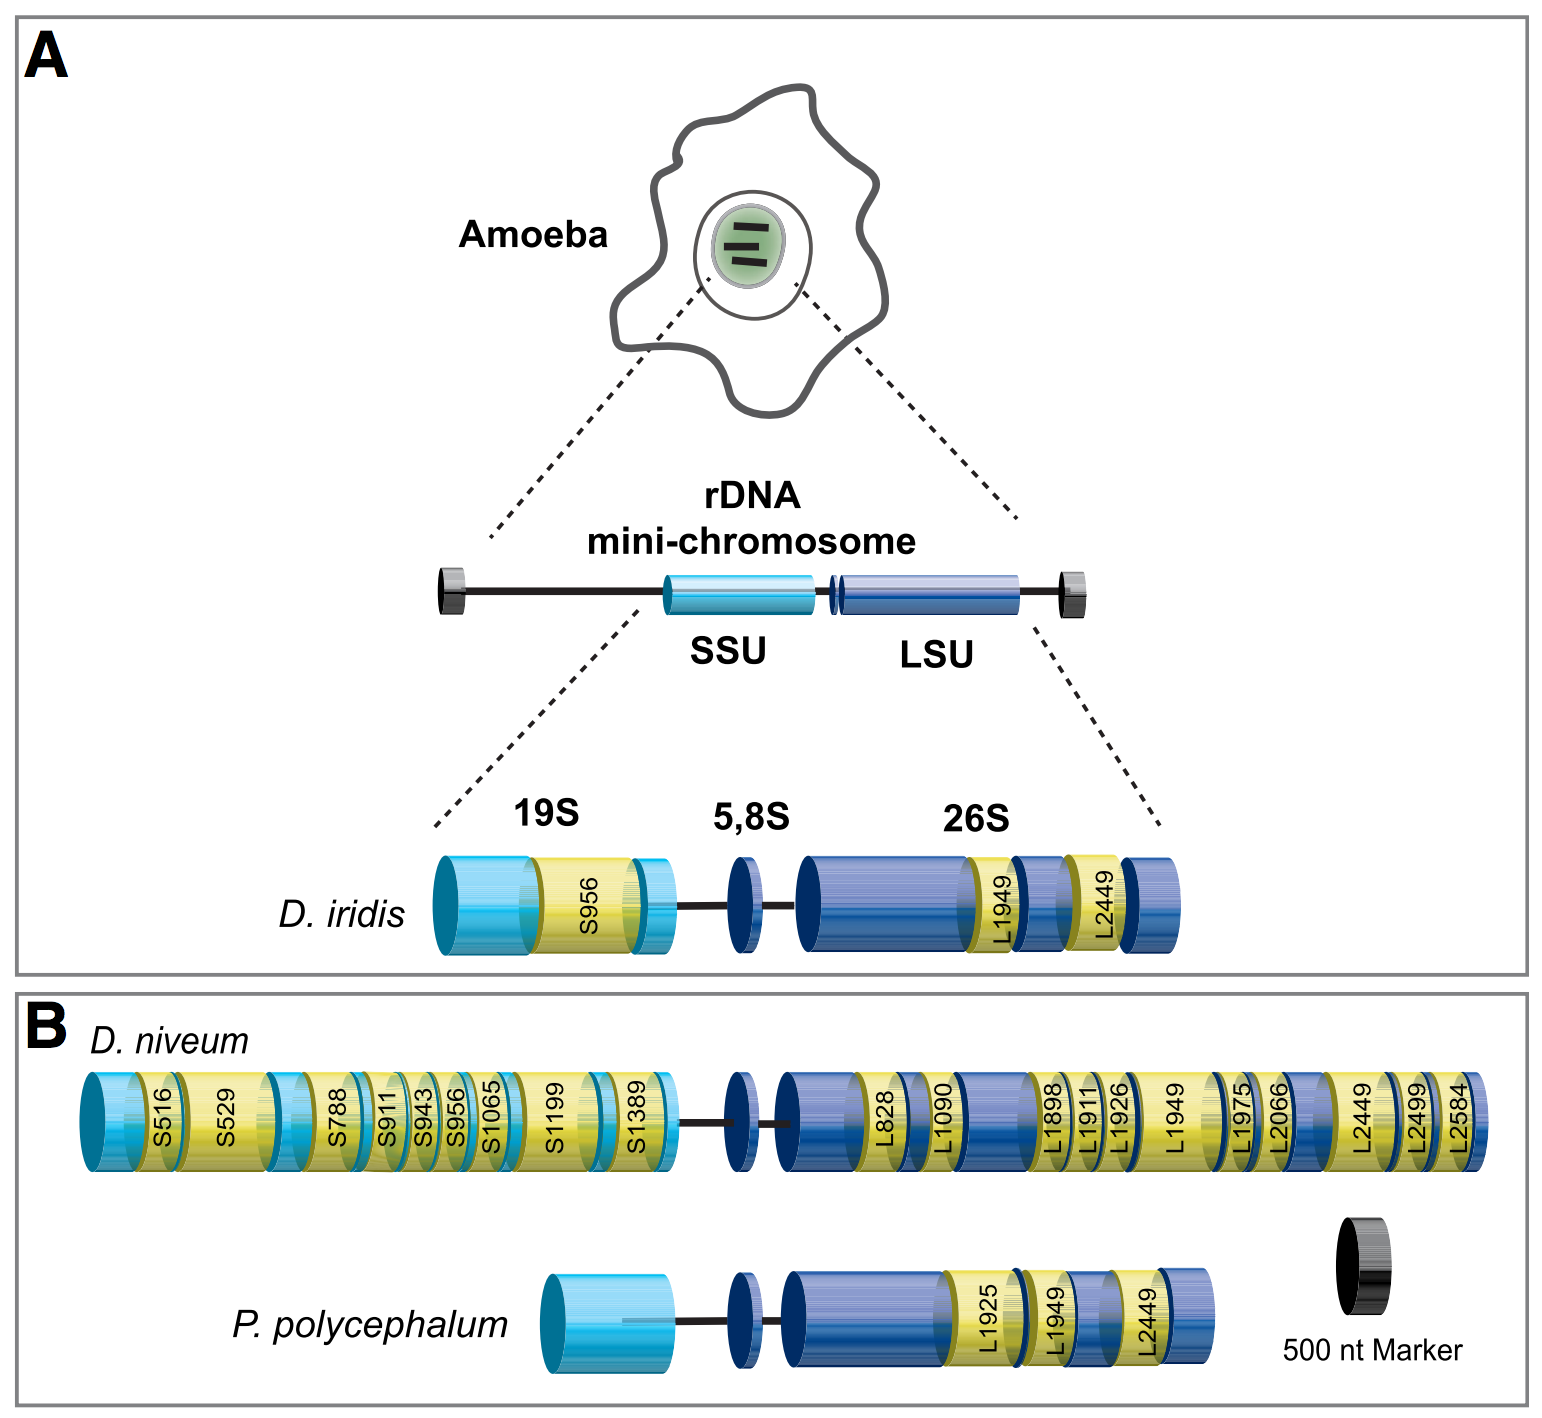 A
Amoeba
rDNA
mini-chromosome
SSU
LSU
19S
5,8S
26S
D. iridis
S956
L1949
L2449
B
D. niveum
S516
S529
S788
S911
S943
S956
S1065
S1199
S1389
L828
L1090
L1898
L1911
L1926
L1949
L1975
L2066
L2449
L2499
L2584
P. polycephalum
L1925
L1949
L2449
500 nt Marker